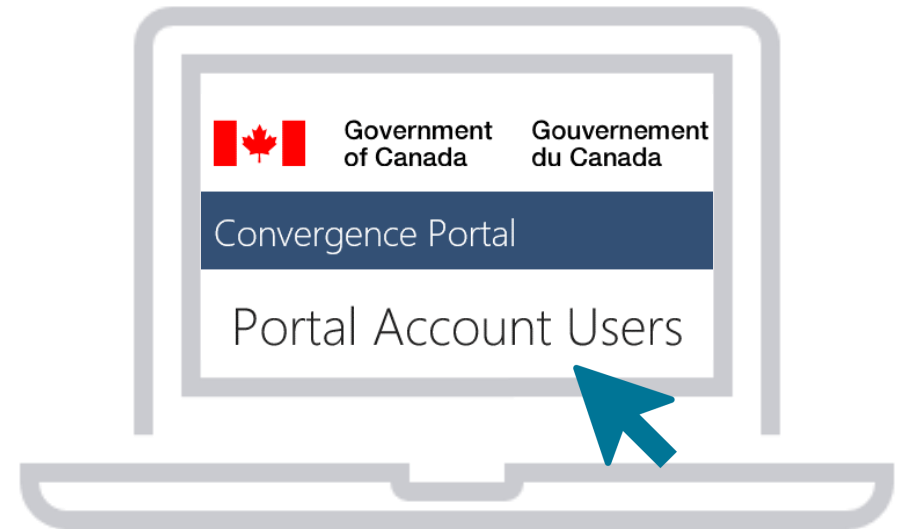 Government
of Canada
Gouvernement
du Canada
Convergence Portal
Portal Account Users